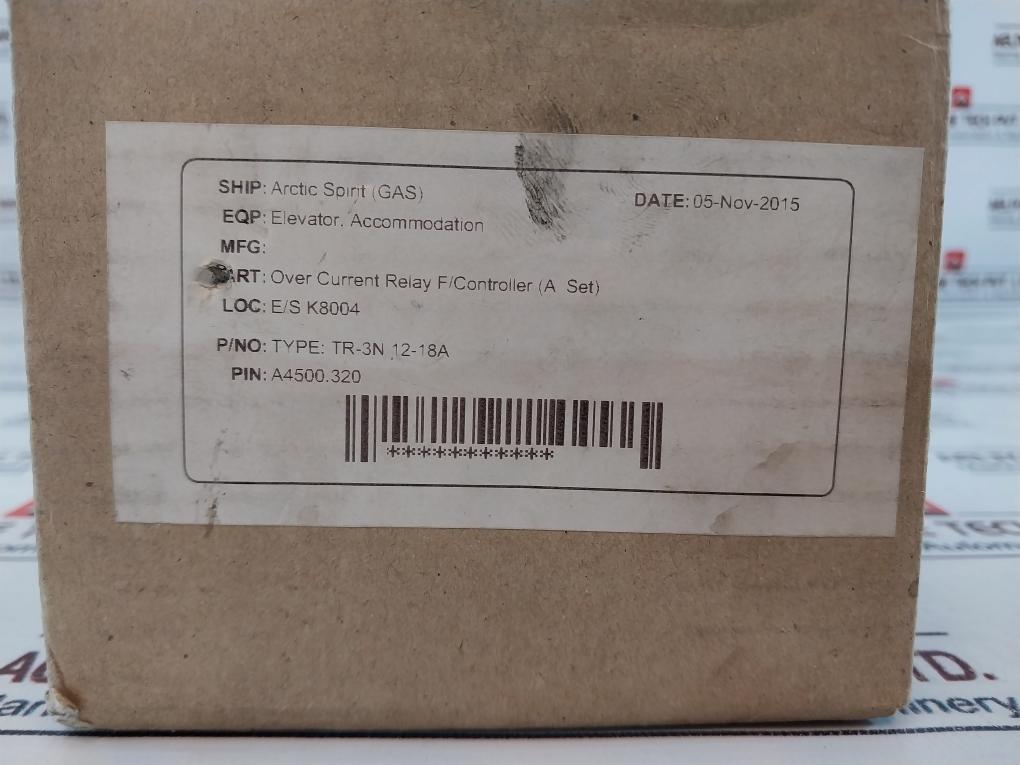 SHIP: Arctic Spirit (GAS)
DATE: 05-Nov-2015
EQP: Elevator. Accommodation
MFG:
ART: Over Current Relay F/Controller (A Set)
LOC: E/S K8004
P/NO: TYPE: TR-3N 12-18A
PIN: A4500.320
***********
TD.